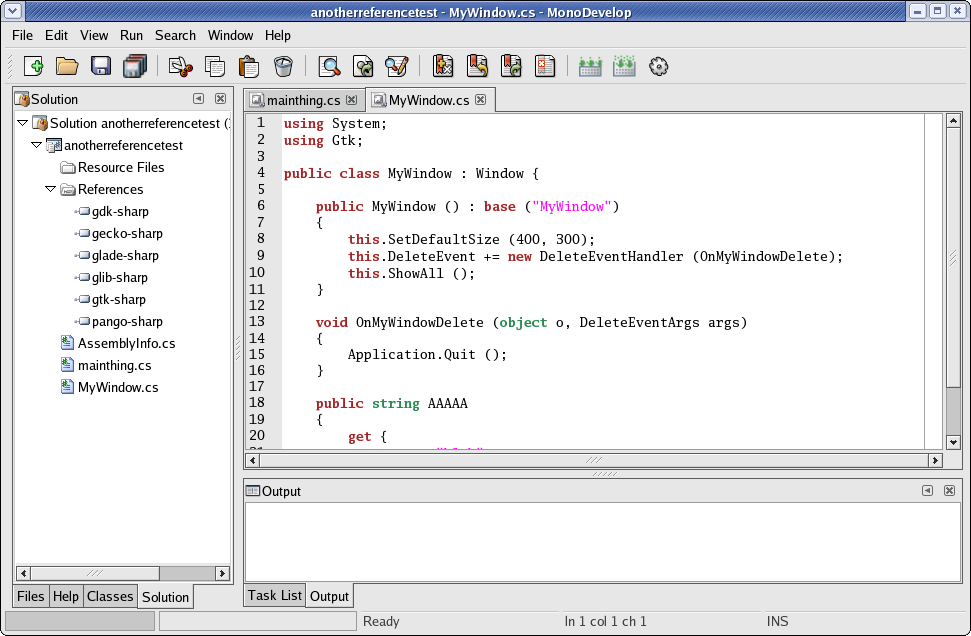 anotherreferencetest - MyWindow.cs - MonoDevelop
File Edit View Run Search Window Help
Solution
Solution anotherreferencetest (
anotherreferencetest
Resource Files
References
gdk-sharp
gecko-sharp
glade-sharp
glib-sharp
gtk-sharp
pango-sharp
AssemblyInfo.cs
mainthing.cs
MyWindow.cs
Files Help Classes Solution
mainthing.cs MyWindow.cs
1 using System;
2 using Gtk;
3
4 public class MyWindow : Window {
5
6 public MyWindow () : base ("MyWindow")
7 {
8 this.SetDefaultSize (400, 300);
9 this.DeleteEvent += new DeleteEventHandler (OnMyWindowDelete);
10 this.ShowAll ();
11 }
12
13 void OnMyWindowDelete (object o, DeleteEventArgs args)
14 {
15 Application.Quit ();
16 }
17
18 public string AAAAA
19 {
20 get {
Output
Task List Output
Ready ln 1 col 1 ch 1 INS